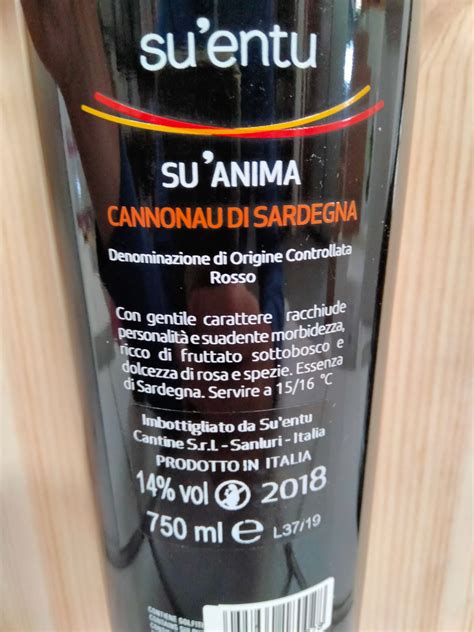 su'entu
SU'ANIMA
CANNONAU DI SARDEGNA
Denominazione di Origine Controllata
Rosso
Con gentile carattere racchiude
personalità e suadente morbidezza,
ricco di fruttato sottobosco e
dolcezza di rosa e spezie. Essenza
di Sardegna. Servire a 15/16 °C
Imbottigliato da Su'entu
Cantine S.r.l. - Sanluri - Italia
PRODOTTO IN ITALIA
14% vol 2018
750 ml e L37/19
CONTIENE SOLFITI